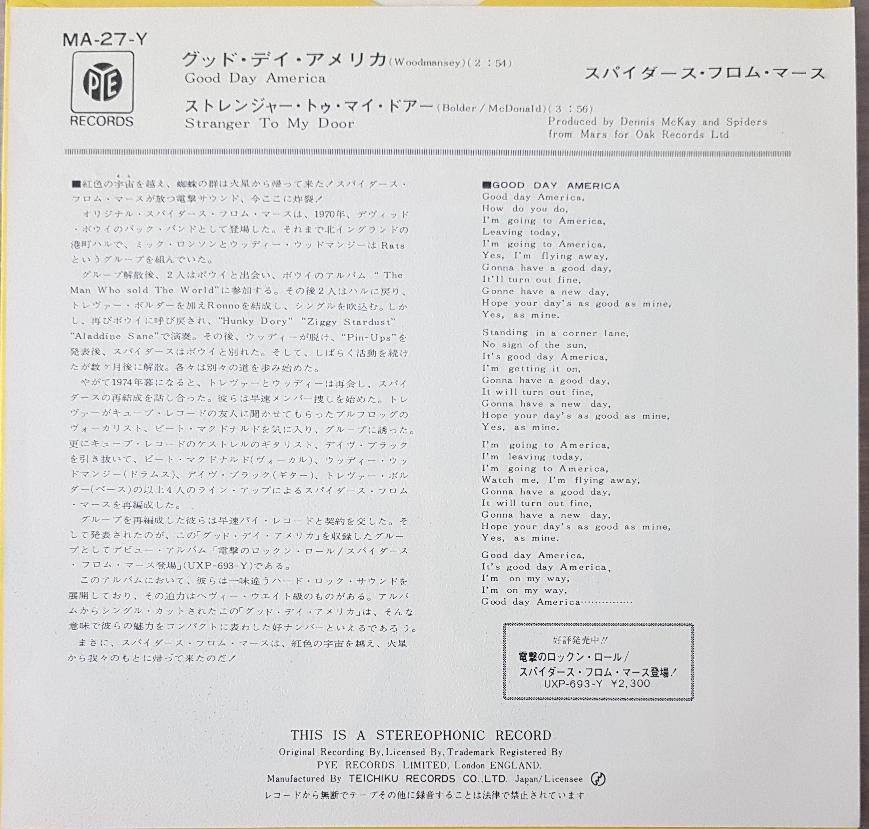 MA-27-Y
PYE
RECORDS
グッド・デイ・アメリカ(Woodmansey)(2:54)
Good Day America
ストレンジャー・トゥ・マイ・ドアー(Bolder/McDonald)(3:56)
Stranger To My Door
スパイダース・フロム・マース
Produced by Dennis McKay and Spiders
from Mars for Oak Records Ltd
■紅色の宇宙を越え、蜘蛛の群は火星から帰って来た!スパイダース・
フロム・マースが放つ電撃サウンド、今ここに炸裂!
オリジナル・スパイダース・フロム・マースは、1970年、デヴィッド
・ボウイのバック・バンドとして登場した。それまで北イングランドの
港町ハルで、ミック・ロンソンとウッディー・ウッドマンジーは Rats
というグループを組んでいた。
グループ解散後、2人はボウイと出会い、ボウイのアルバム “The
Man Who sold The World”に参加する。その後2人はハルに戻り、
トレヴァー・ボルダーを加えRonnoを結成し、シングルを吹込む。しか
し、再びボウイに呼び戻され、“Hunky Dory” “Ziggy Stardust”
“Aladdine Sane”で演奏。その後、ウッディーが脱け、“Pin-Ups”を
発表後、スパイダースはボウイと別れた。そして、しばらく活動を続け
たが数ヶ月後に解散。各々は別々の道を歩み始めた。
やがて1974年暮になると、トレヴァーとウッディーは再会し、スパイ
ダースの再結成を話し合った。彼らは早速メンバー捜しを始めた。トレ
ヴァーがキューブ・レコードの友人に聞かせてもらったブルフロッグの
ヴォーカリスト、ピート・マクドナルドを気に入り、グループに誘った。
更にキューブ・レコードのケストレルのギタリスト、デイヴ・ブラック
を引き抜いて、ピート・マクドナルド(ヴォーカル)、ウッディー・ウッ
ドマンジー(ドラムス)、デイヴ・ブラック(ギター)、トレヴァー・ボル
ダー(ベース)の以上4人のライン・アップによるスパイダース・フロム
・マースを再編成した。
グループを再編成した彼らは早速パイ・レコードと契約を交した。そ
して発表されたのが、この「グッド・デイ・アメリカ」を収録したグルー
プとしてデビュー・アルバム「電撃のロックン・ロール/スパイダース
・フロム・マース登場」(UXP-693-Y)である。
このアルバムにおいて、彼らは一味違うハード・ロック・サウンドを
展開しており、その迫力はヘヴィー・ウエイト級のものがある。アルバ
ムからシングル・カットされたこの「グッド・デイ・アメリカ」は、そんな
意味で彼らの魅力をコンパクトに表わした好ナンバーといえるであろう。
まさに、スパイダース・フロム・マースは、紅色の宇宙を越え、火星
から我々のもとに帰って来たのだ!
■GOOD DAY AMERICA
Good day America,
How do you do,
I'm going to America,
Leaving today,
I'm going to America,
Yes, I'm flying away,
Gonna have a good day,
It'll turn out fine,
Gonne have a new day,
Hope your day's as good as mine,
Yes, as mine.
Standing in a corner lane,
No sign of the sun,
It's good day America,
I'm getting it on,
Gonna have a good day,
It will turn out fine,
Gonna have a new day,
Hope your day's as good as mine,
Yes, as mine.
I'm going to America,
I'm leaving today,
I'm going to America,
Watch me, I'm flying away,
Gonna have a good day,
It will turn out fine,
Gonna have a new day,
Hope your day's as good as mine,
Yes, as mine.
Good day America,
It's good day America,
I'm on my way,
I'm on my way,
Good day America……………
好評発売中!!
電撃のロックン・ロール/
スパイダース・フロム・マース登場!
UXP-693-Y ¥2,300
THIS IS A STEREOPHONIC RECORD
Original Recording By, Licensed By, Trademark Registered By
PYE RECORDS LIMITED, London ENGLAND.
Manufactured By TEICHIKU RECORDS CO., LTD. Japan/Licensee
レコードから無断でテープその他に録音することは法律で禁止されています